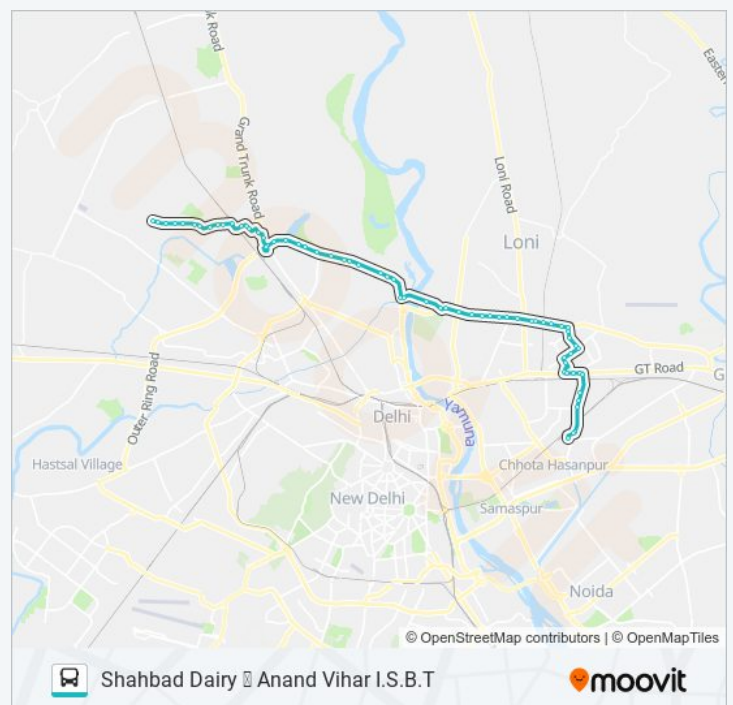 k Road
Grand Trunk Road
Eastern
Loni Road
Loni
GT Road
G
Outer Ring Road
Delhi
Yamuna
Hastsal Village
Chhota Hasanpur
New Delhi
Samaspur
Noida
© OpenStreetMap contributors | © OpenMapTiles
Shahbad Dairy Anand Vihar I.S.B.T
moovit